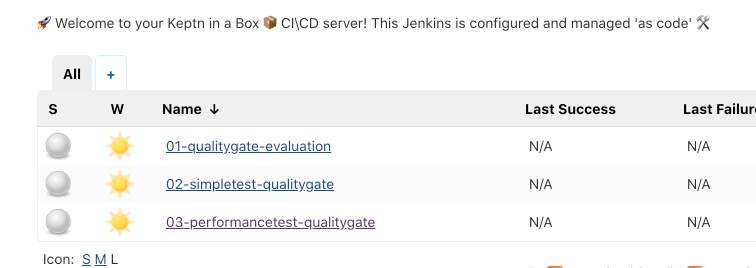 🚀 Welcome to your Keptn in a Box 📦 CI\CD server! This Jenkins is configured and managed 'as code' 🛠
All +
S W Name ↓ Last Success Last Failur
01-qualitygate-evaluation N/A N/A
02-simpletest-qualitygate N/A N/A
03-performancetest-qualitygate N/A N/A
Icon: S M L